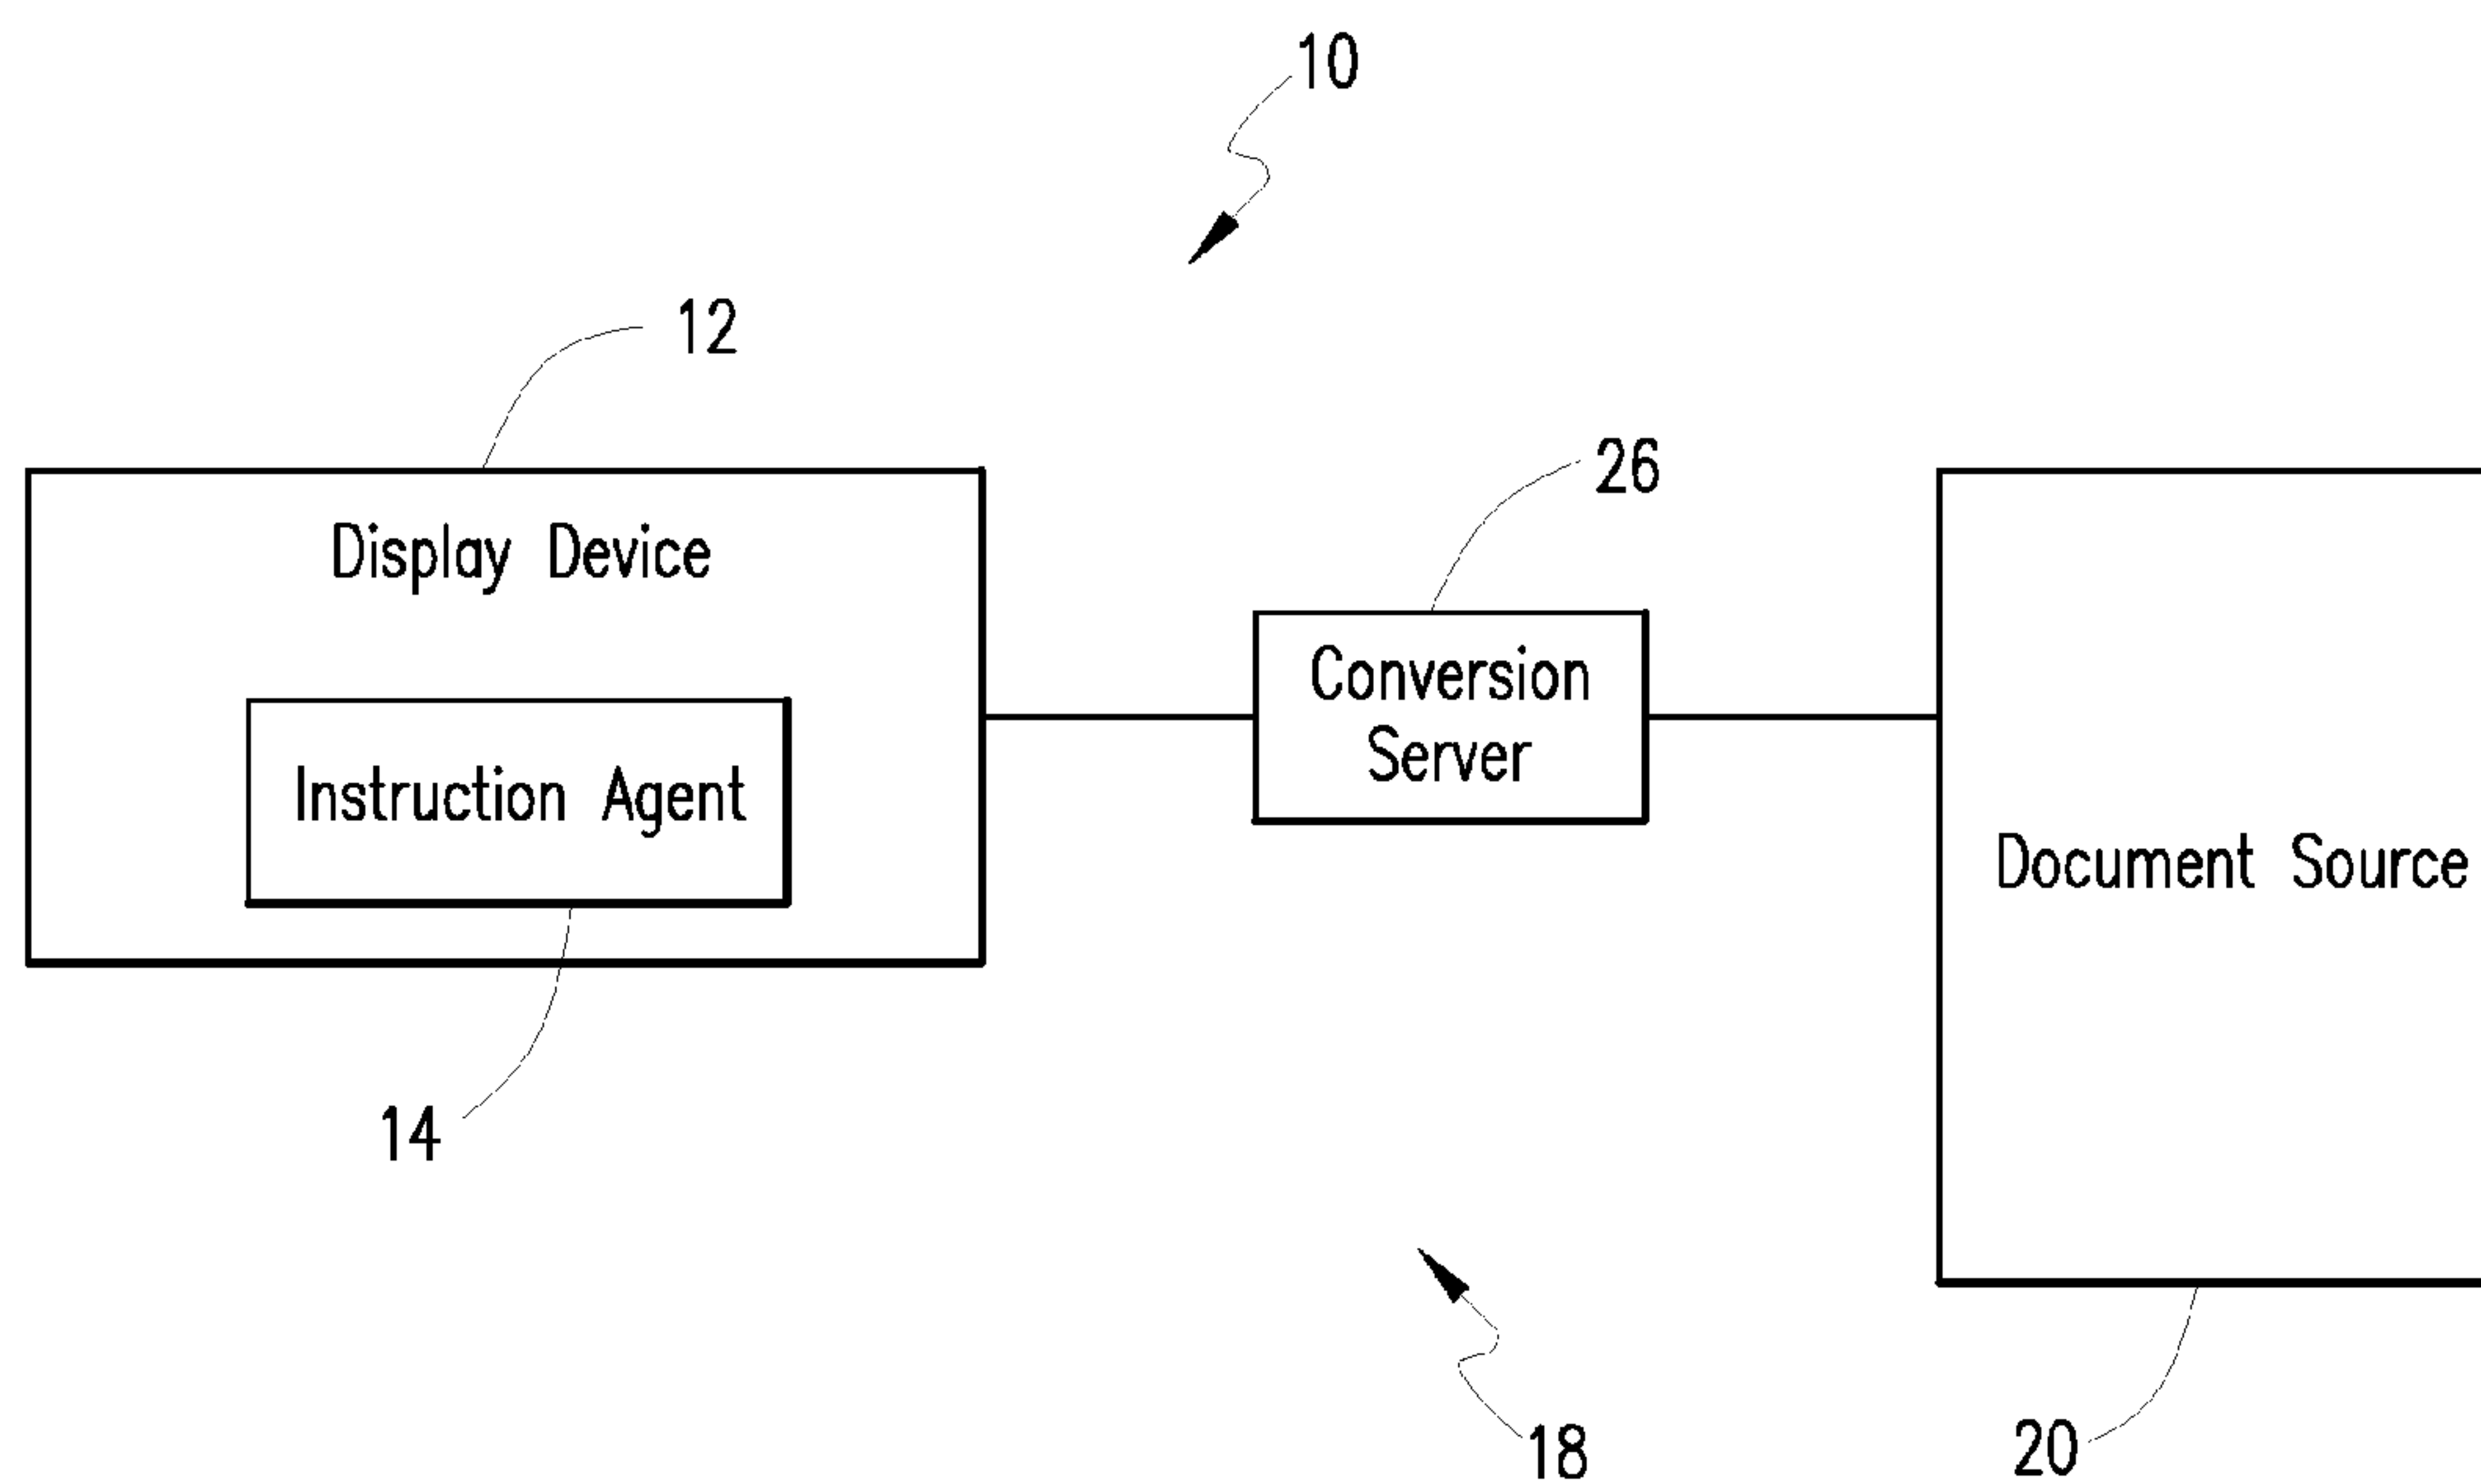 10
12
26
Display Device
Conversion
Server
Instruction Agent
Document Source
14
18
20